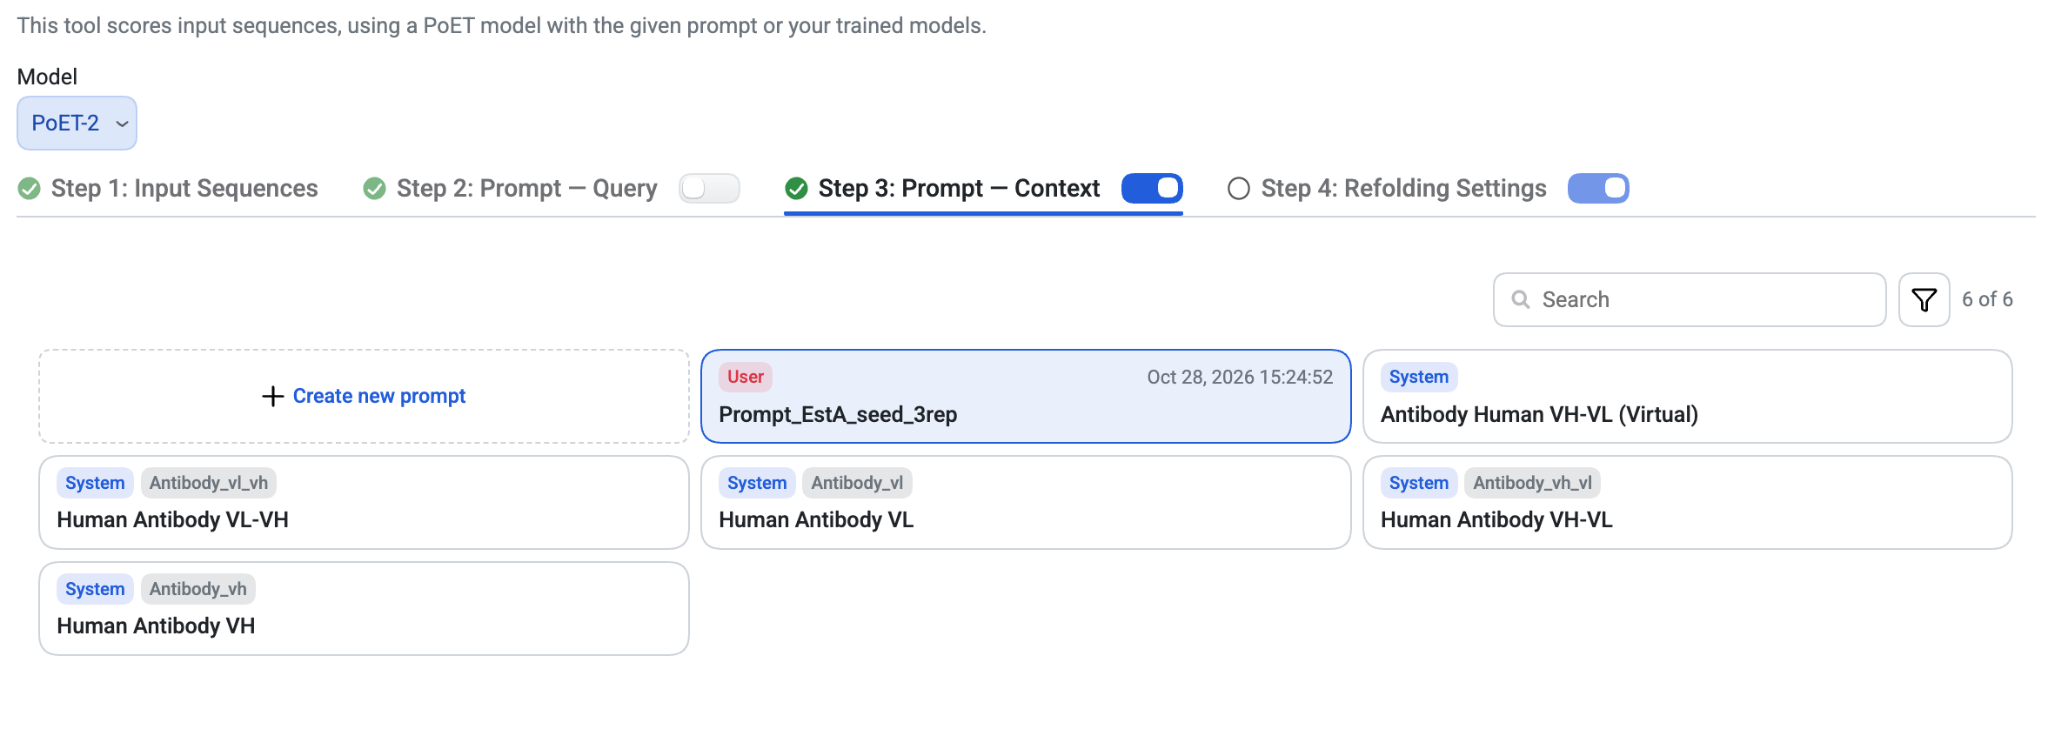 This tool scores input sequences, using a PoET model with the given prompt or your trained models.
Model
PoET-2
Step 1: Input Sequences
Step 2: Prompt — Query
Step 3: Prompt — Context
Step 4: Refolding Settings
Search
6 of 6
Create new prompt
User
Oct 28, 2026 15:24:52
Prompt_EstA_seed_3rep
System
Antibody Human VH-VL (Virtual)
System Antibody_vl_vh
Human Antibody VL-VH
System Antibody_vl
Human Antibody VL
System Antibody_vh_vl
Human Antibody VH-VL
System Antibody_vh
Human Antibody VH